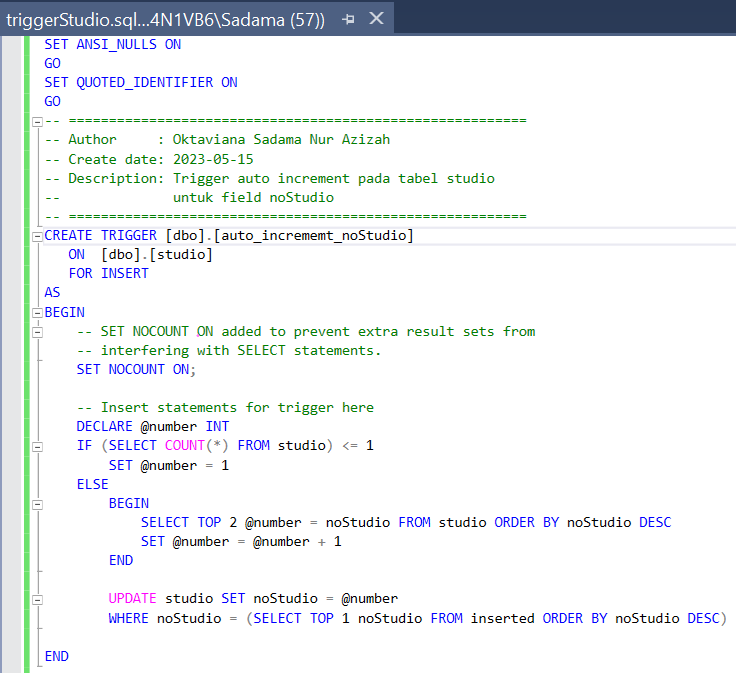 triggerStudio.sql...4N1VB6\Sadama (57))
SET ANSI_NULLS ON
GO
SET QUOTED_IDENTIFIER ON
GO
-- =========================================================
-- Author     : Oktaviana Sadama Nur Azizah
-- Create date: 2023-05-15
-- Description: Trigger auto increment pada tabel studio
--              untuk field noStudio
-- =========================================================
CREATE TRIGGER [dbo].[auto_incrememt_noStudio]
   ON  [dbo].[studio]
   FOR INSERT
AS
BEGIN
    -- SET NOCOUNT ON added to prevent extra result sets from
    -- interfering with SELECT statements.
    SET NOCOUNT ON;

    -- Insert statements for trigger here
    DECLARE @number INT
    IF (SELECT COUNT(*) FROM studio) <= 1
        SET @number = 1
    ELSE
        BEGIN
            SELECT TOP 2 @number = noStudio FROM studio ORDER BY noStudio DESC
            SET @number = @number + 1
        END

        UPDATE studio SET noStudio = @number
        WHERE noStudio = (SELECT TOP 1 noStudio FROM inserted ORDER BY noStudio DESC)

END